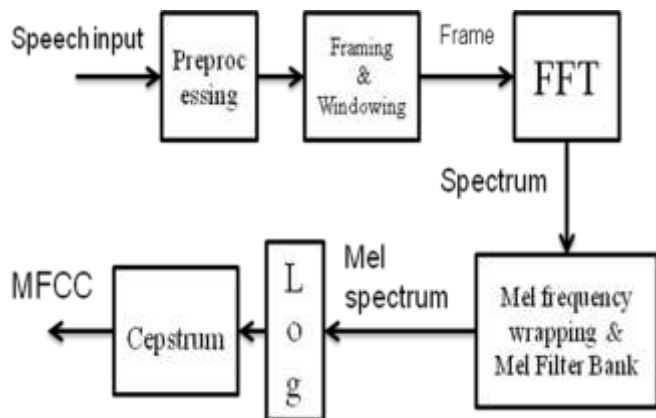 Speech input
Preproc
essing
Framing
&
Windowing
Frame
FFT
Spectrum
Mel frequency
wrapping &
Mel Filter Bank
Mel
spectrum
L
o
g
Cepstrum
MFCC